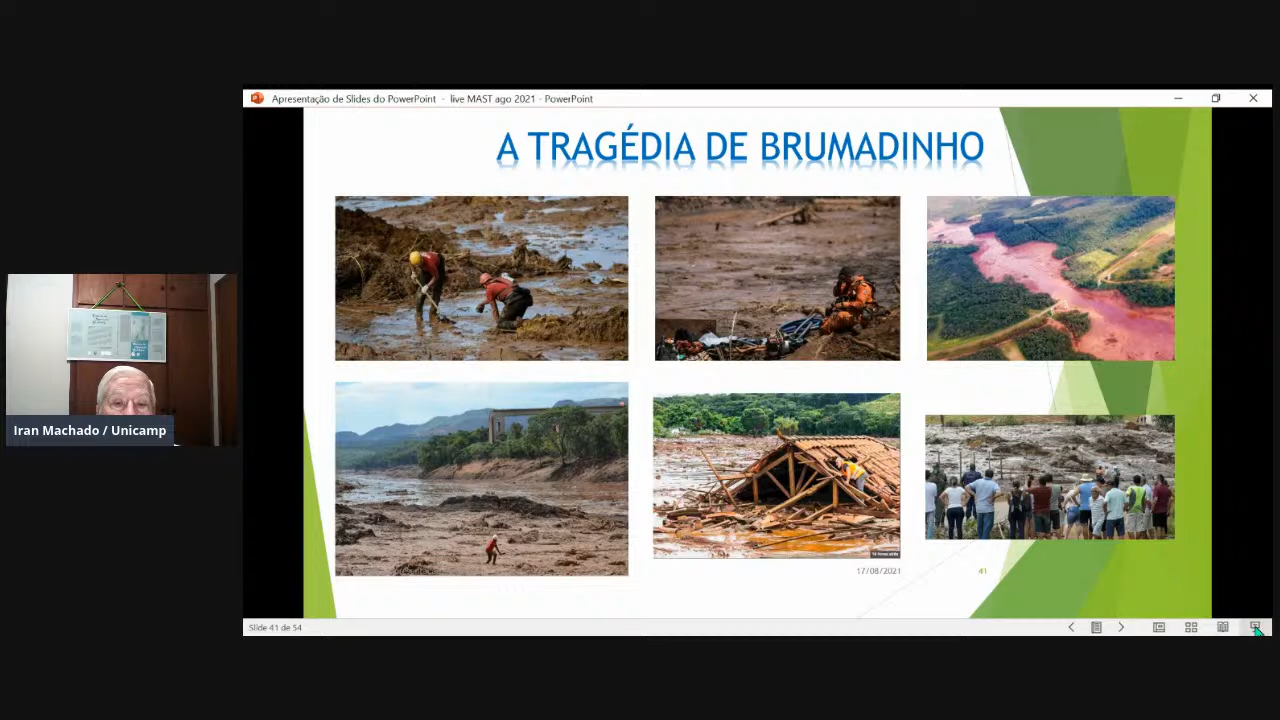 Apresentação de Slides do PowerPoint - live MAST ago 2021 - PowerPoint
A TRAGÉDIA DE BRUMADINHO
Iran Machado / Unicamp
17/08/2021
41
Slide 41 de 54